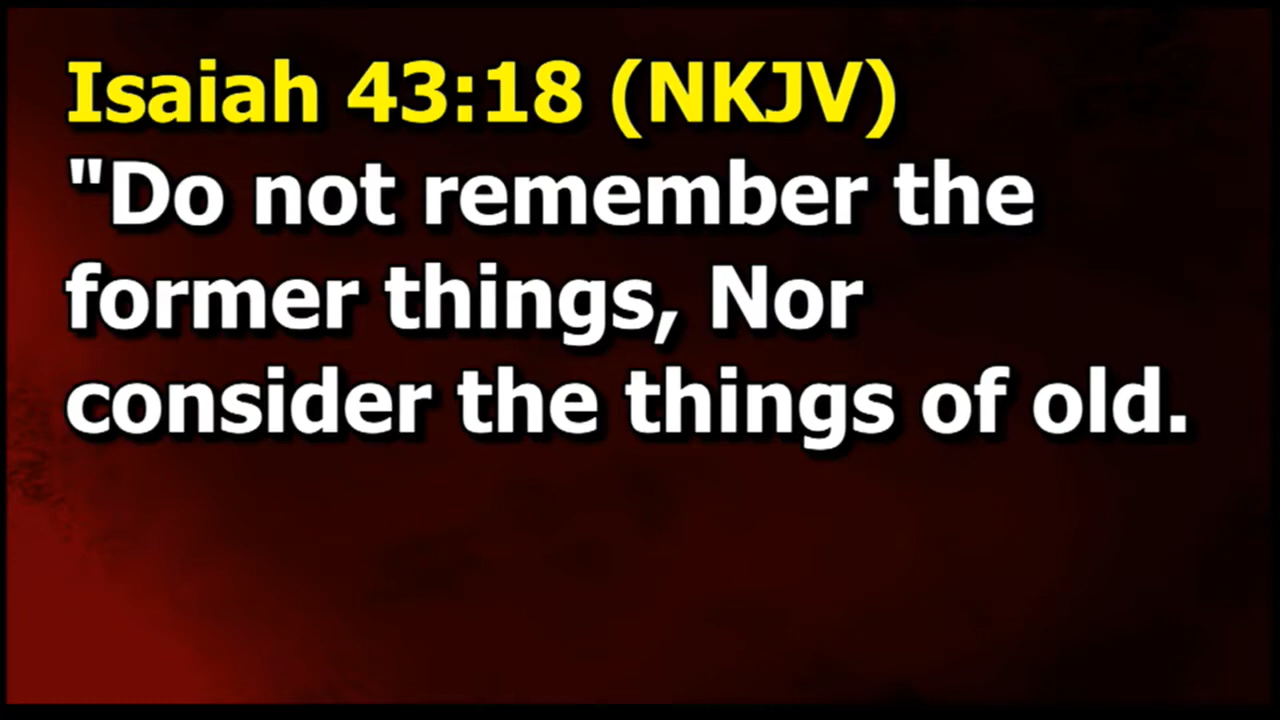 Isaiah 43:18 (NKJV)
"Do not remember the
former things, Nor
consider the things of old.